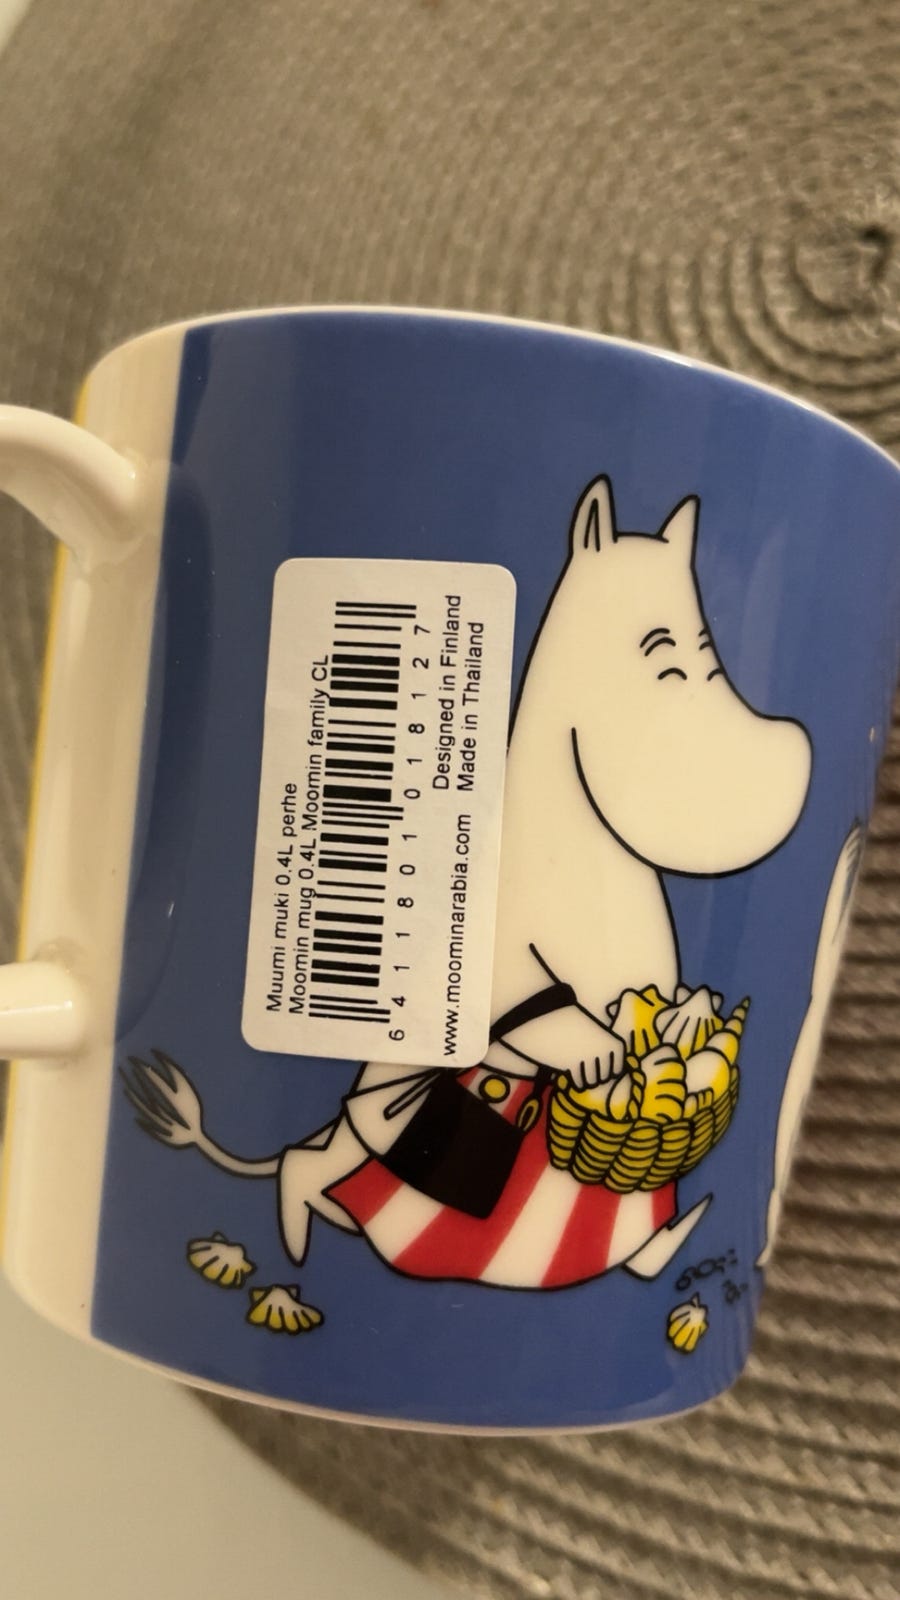 Muumi muki 0.4L perhe
Moomin mug 0.4L Moomin family CL
6 411801 018127
Designed in Finland
www.moominarabia.com Made in Thailand